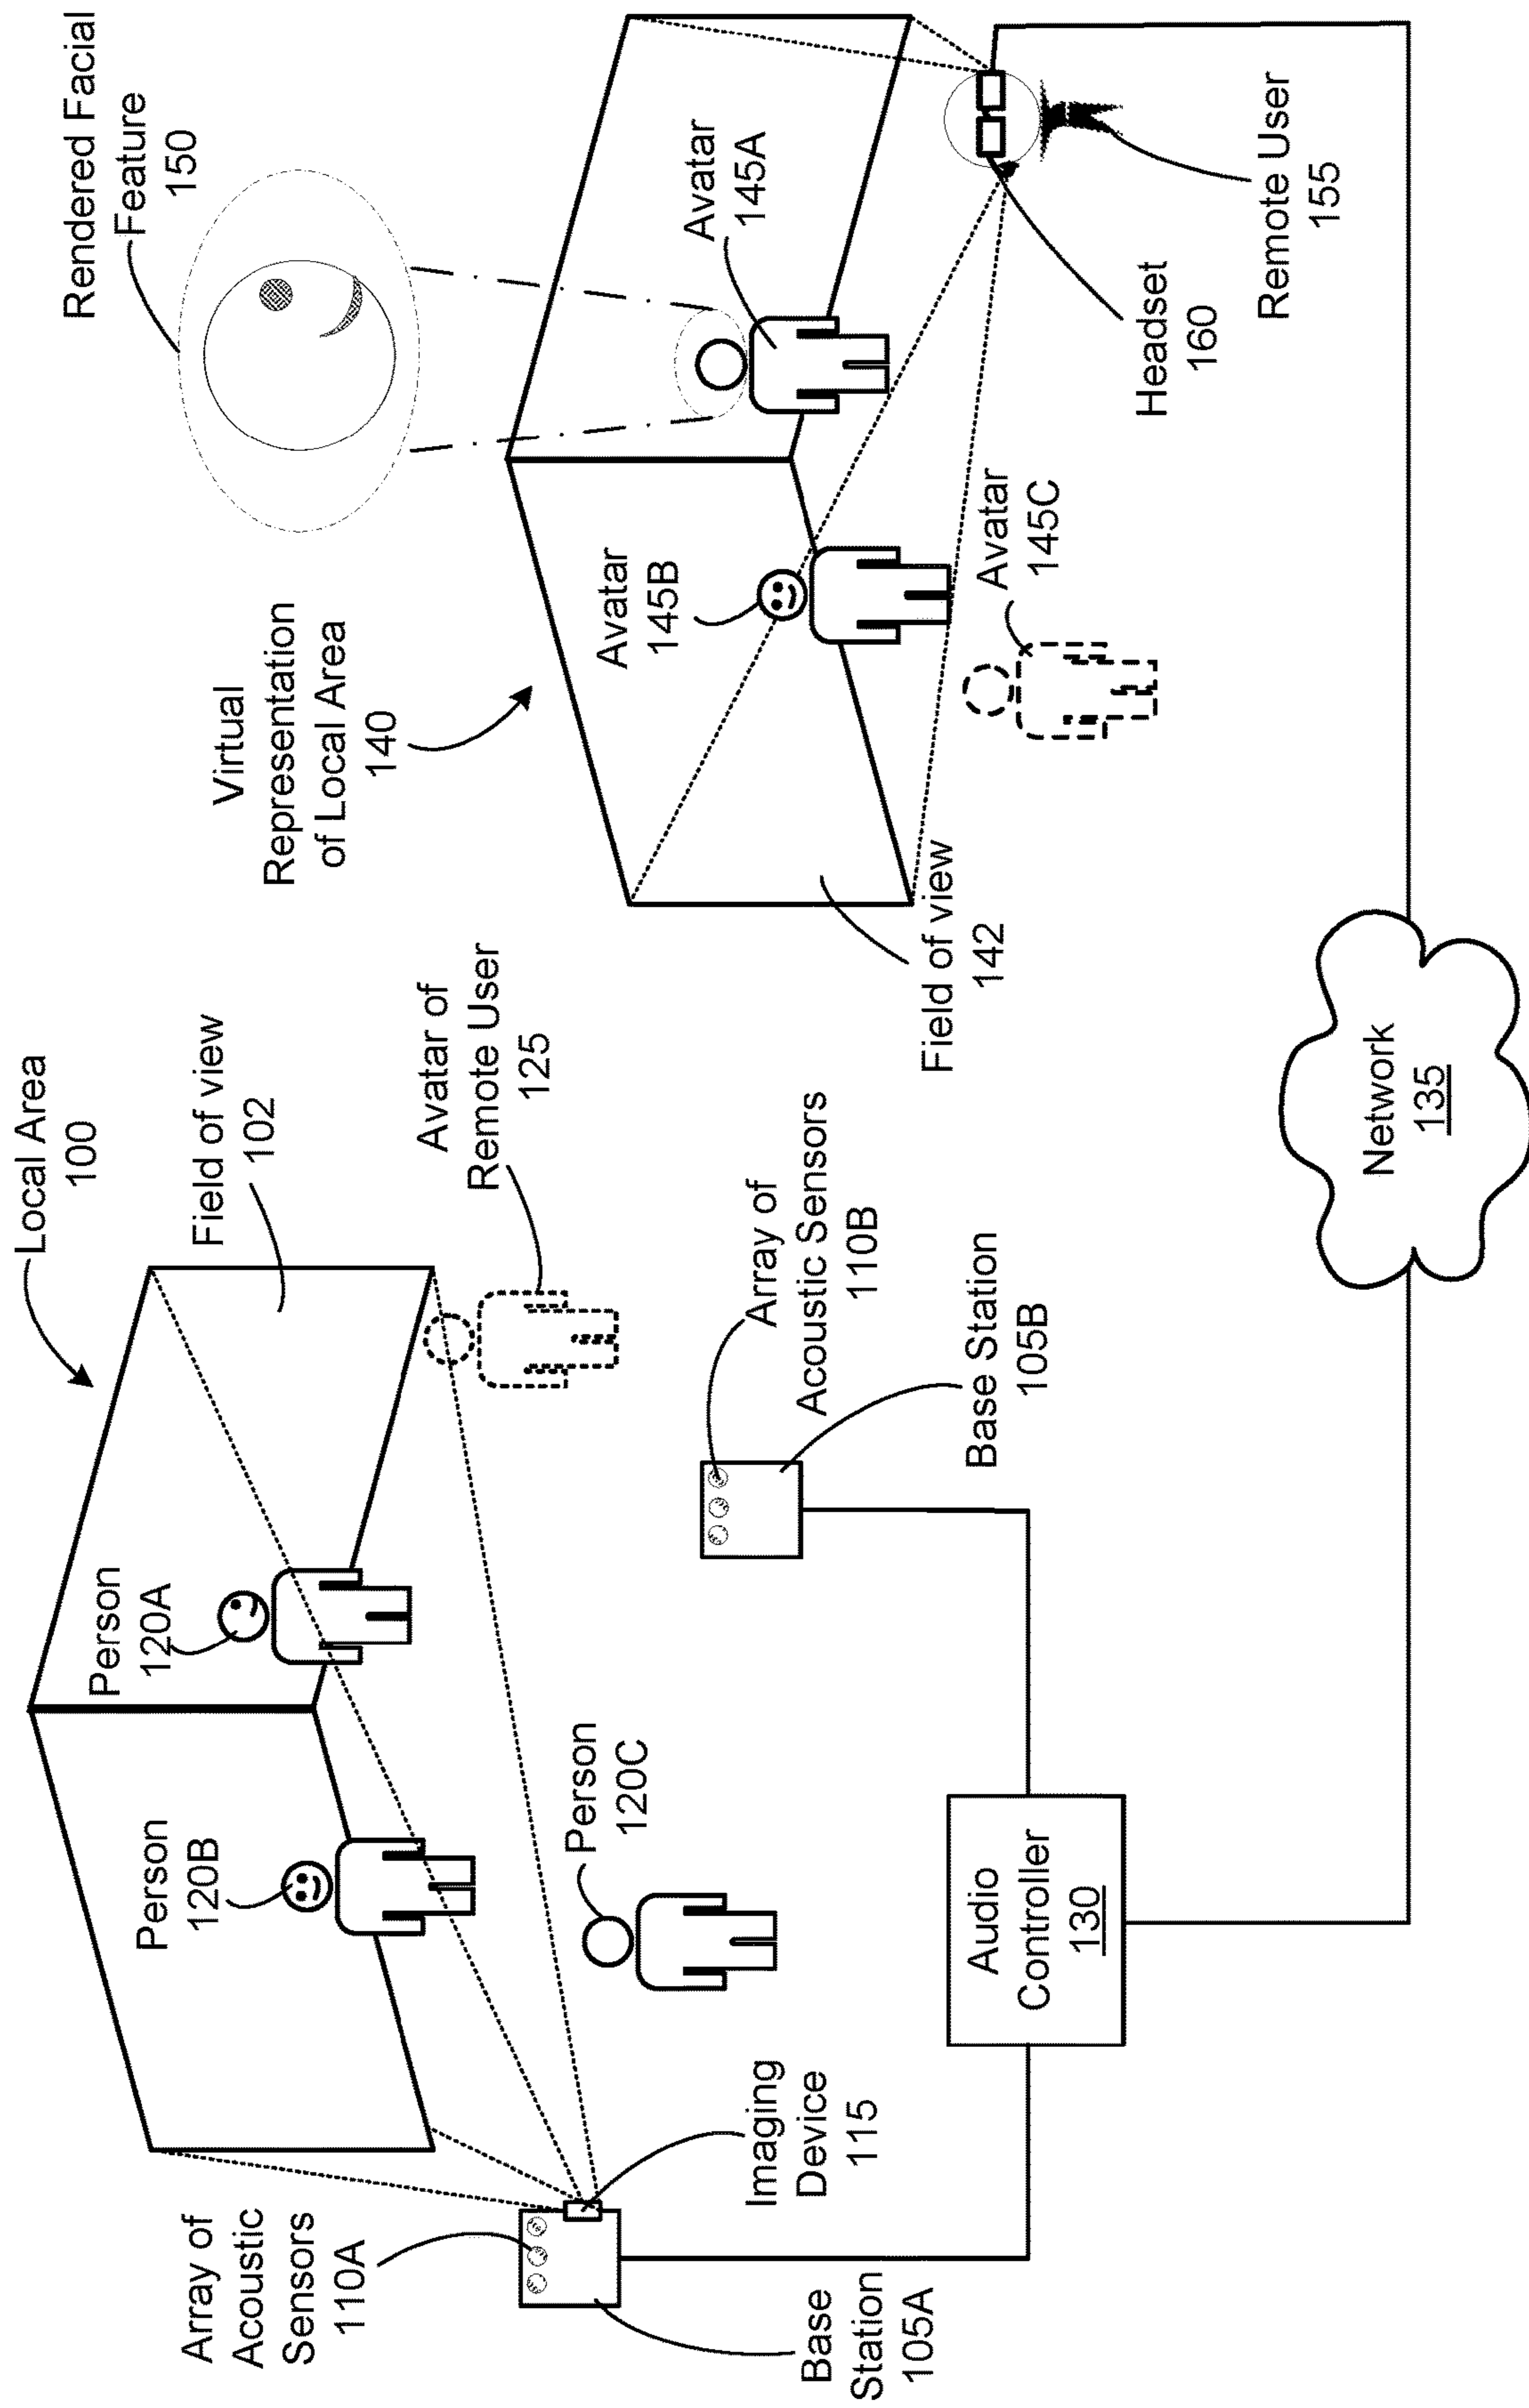 Local Area
100
Field of view
102
Person
120A
Person
120B
Array of
Acoustic
Sensors
110A
Avatar of
Remote User
125
Person
120C
Imaging
Device
115
Base
Station
105A
Array of
Acoustic Sensors
110B
Base Station
105B
Audio
Controller
130
Network
135
Rendered Facial
Feature
150
Virtual
Representation
of Local Area
140
Avatar
145A
Avatar
145B
Avatar
145C
Field of view
142
Headset
160
Remote User
155